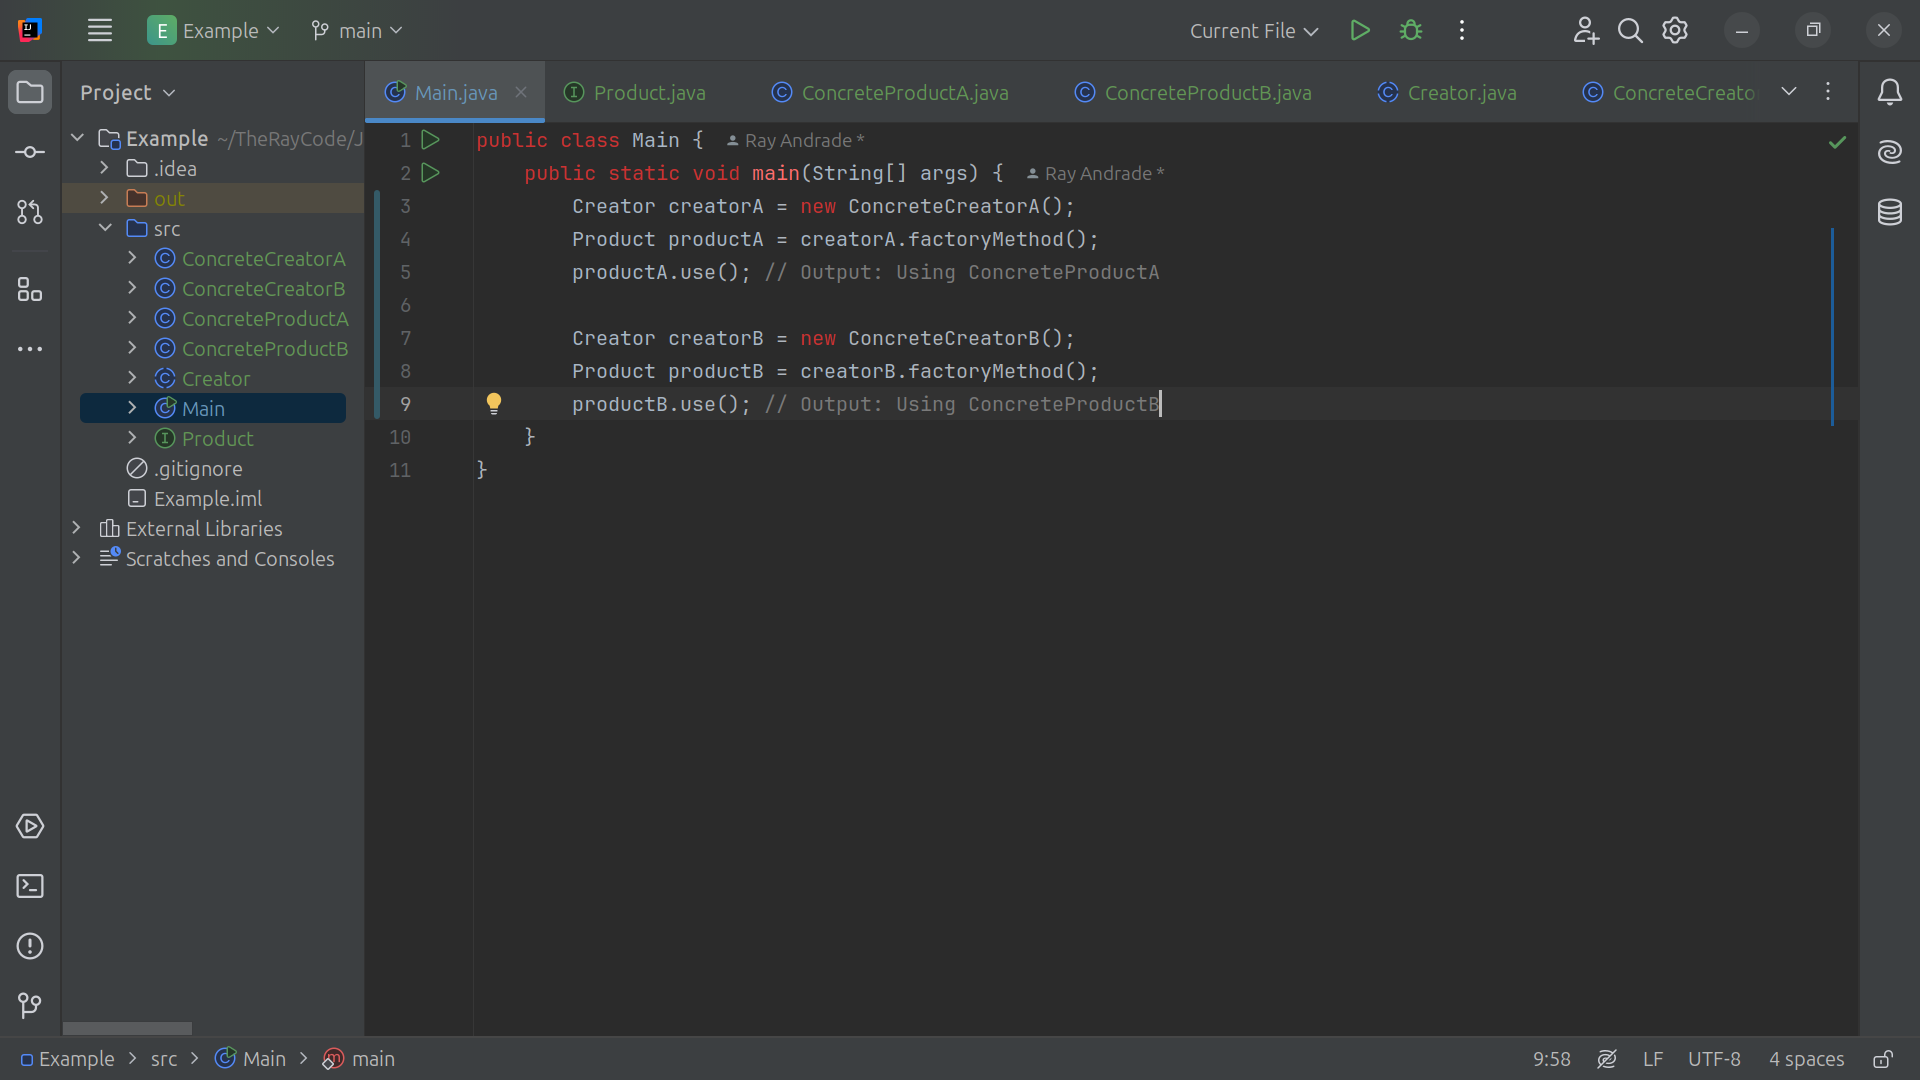 E Example main Current File
Project
Main.java Product.java ConcreteProductA.java ConcreteProductB.java Creator.java ConcreteCreato
Example ~/TheRayCode/J
.idea
out
src
ConcreteCreatorA
ConcreteCreatorB
ConcreteProductA
ConcreteProductB
Creator
Main
Product
.gitignore
Example.iml
External Libraries
Scratches and Consoles
1 public class Main { Ray Andrade *
2 public static void main(String[] args) { Ray Andrade *
3 Creator creatorA = new ConcreteCreatorA();
4 Product productA = creatorA.factoryMethod();
5 productA.use(); // Output: Using ConcreteProductA
6
7 Creator creatorB = new ConcreteCreatorB();
8 Product productB = creatorB.factoryMethod();
9 productB.use(); // Output: Using ConcreteProductB
10 }
11 }
Example > src > Main > main 9:58 LF UTF-8 4 spaces